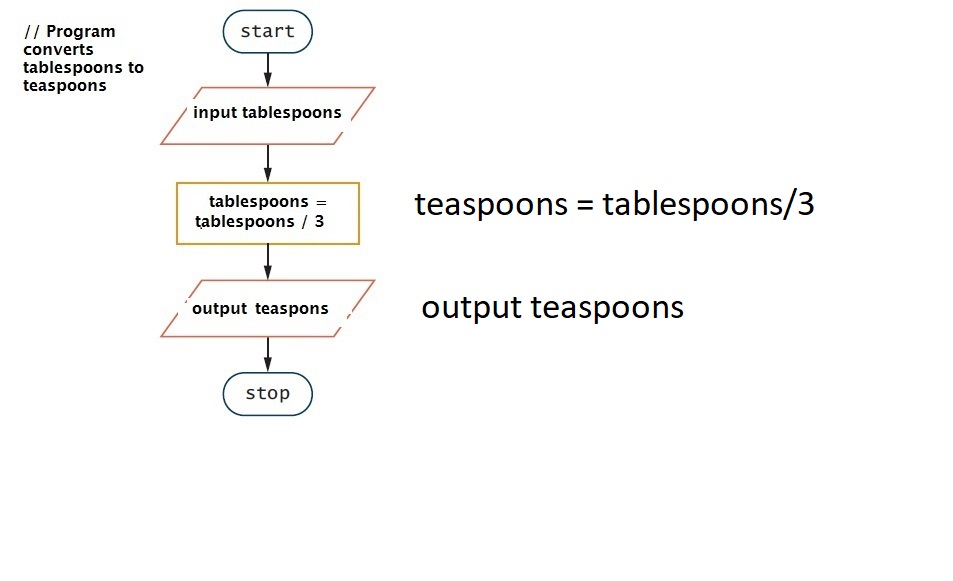 // Program
converts
tablespoons to
teaspoons
start
input tablespoons
tablespoons =
tablespoons / 3
teaspoons = tablespoons/3
output teaspons
output teaspoons
stop